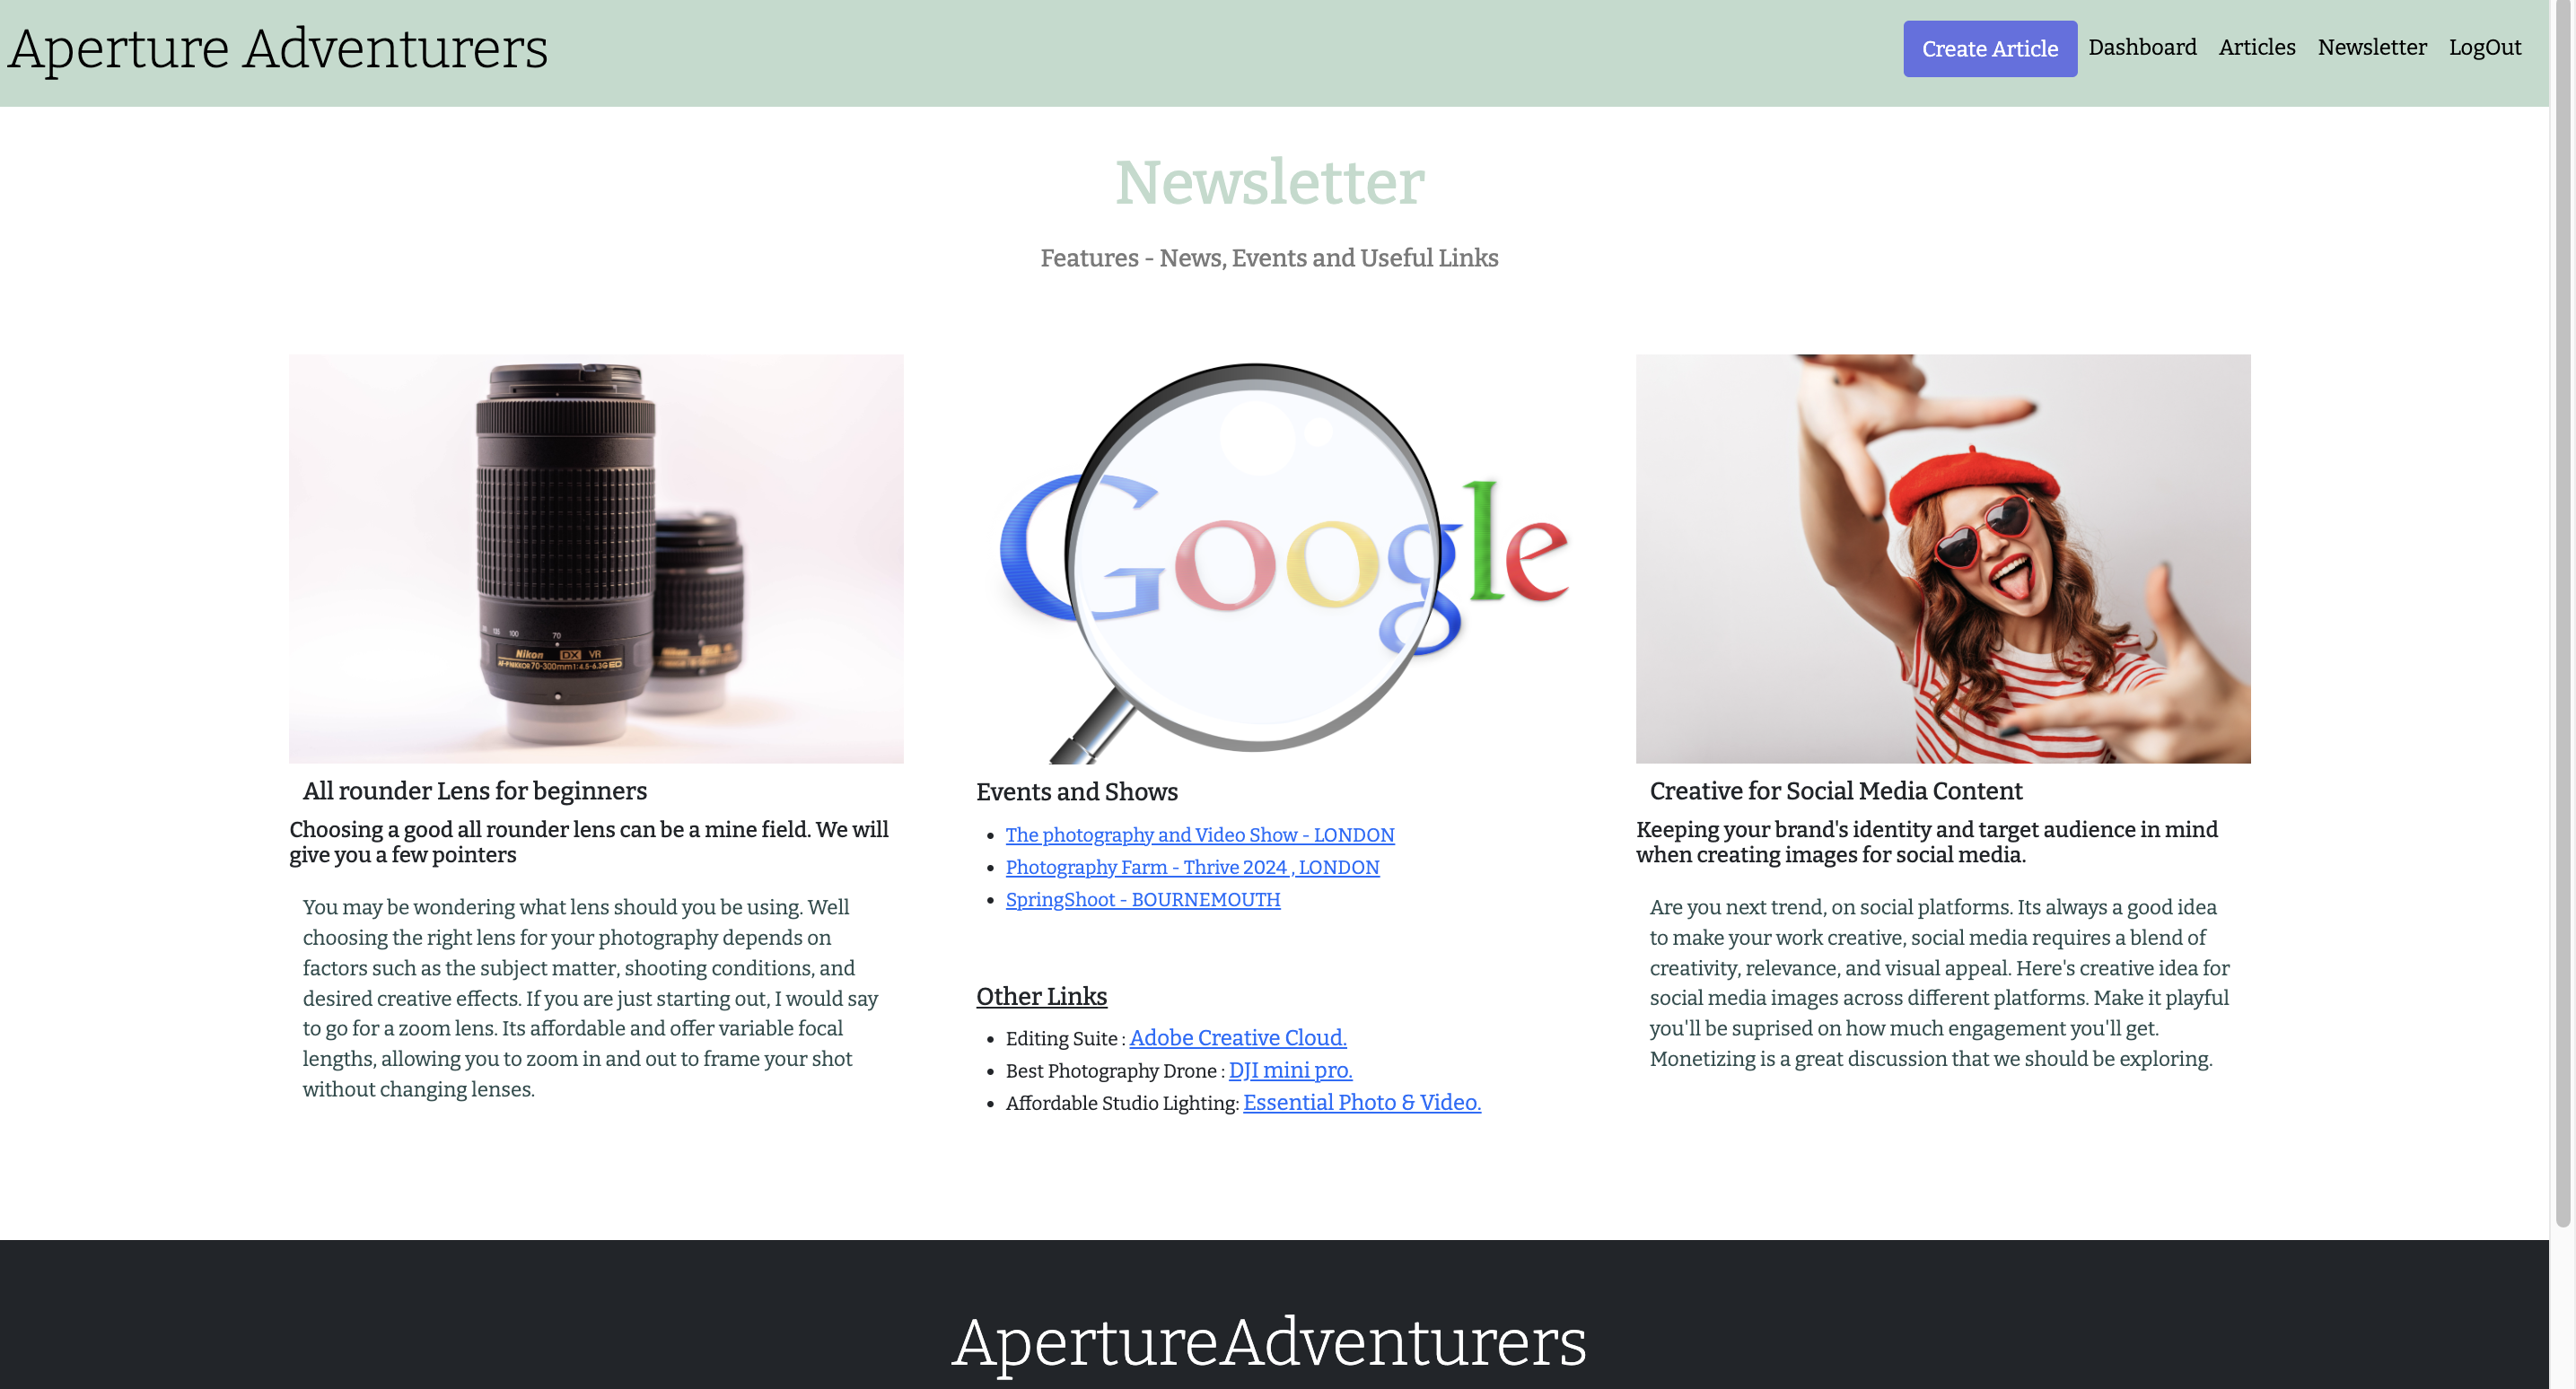 Aperture Adventurers
Create Article
Dashboard
Articles
Newsletter
LogOut
Newsletter
Features - News, Events and Useful Links
100
70
Nikon DX VR
AF-P NIKKOR 70-300mm 1:4.5-6.3G ED
Google
All rounder Lens for beginners
Choosing a good all rounder lens can be a mine field. We will
give you a few pointers
You may be wondering what lens should you be using. Well
choosing the right lens for your photography depends on
factors such as the subject matter, shooting conditions, and
desired creative effects. If you are just starting out, I would say
to go for a zoom lens. Its affordable and offer variable focal
lengths, allowing you to zoom in and out to frame your shot
without changing lenses.
Events and Shows
• The photography and Video Show - LONDON
• Photography Farm - Thrive 2024 , LONDON
• SpringShoot - BOURNEMOUTH
Other Links
• Editing Suite : Adobe Creative Cloud.
• Best Photography Drone : DJI mini pro.
• Affordable Studio Lighting: Essential Photo & Video.
Creative for Social Media Content
Keeping your brand's identity and target audience in mind
when creating images for social media.
Are you next trend, on social platforms. Its always a good idea
to make your work creative, social media requires a blend of
creativity, relevance, and visual appeal. Here's creative idea for
social media images across different platforms. Make it playful
you'll be suprised on how much engagement you'll get.
Monetizing is a great discussion that we should be exploring.
ApertureAdventurers